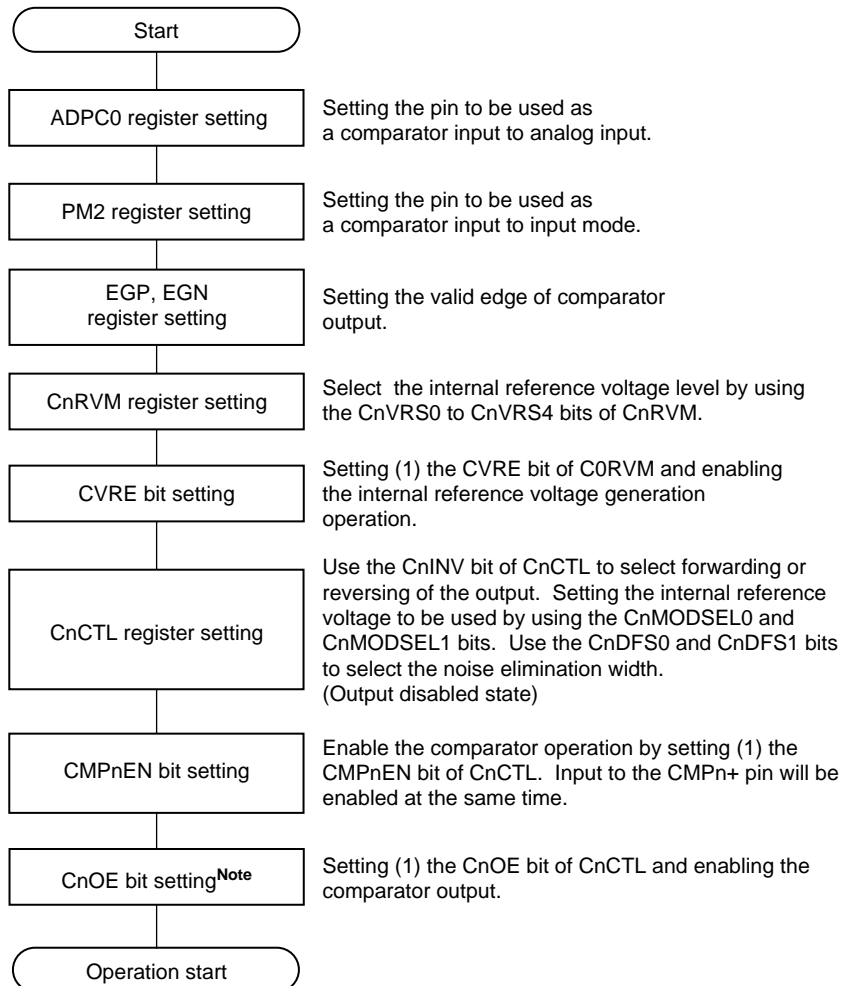 Start
ADPC0 register setting
Setting the pin to be used as
a comparator input to analog input.
PM2 register setting
Setting the pin to be used as
a comparator input to input mode.
EGP, EGN
register setting
Setting the valid edge of comparator
output.
CnRVM register setting
Select  the internal reference voltage level by using
the CnVRS0 to CnVRS4 bits of CnRVM.
CVRE bit setting
Setting (1) the CVRE bit of C0RVM and enabling
the internal reference voltage generation
operation.
CnCTL register setting
Use the CnINV bit of CnCTL to select forwarding or
reversing of the output.  Setting the internal reference
voltage to be used by using the CnMODSEL0 and
CnMODSEL1 bits.  Use the CnDFS0 and CnDFS1 bits
to select the noise elimination width.
(Output disabled state)
CMPnEN bit setting
Enable the comparator operation by setting (1) the
CMPnEN bit of CnCTL.  Input to the CMPn+ pin will be
enabled at the same time.
CnOE bit settingNote
Setting (1) the CnOE bit of CnCTL and enabling the
comparator output.
Operation start